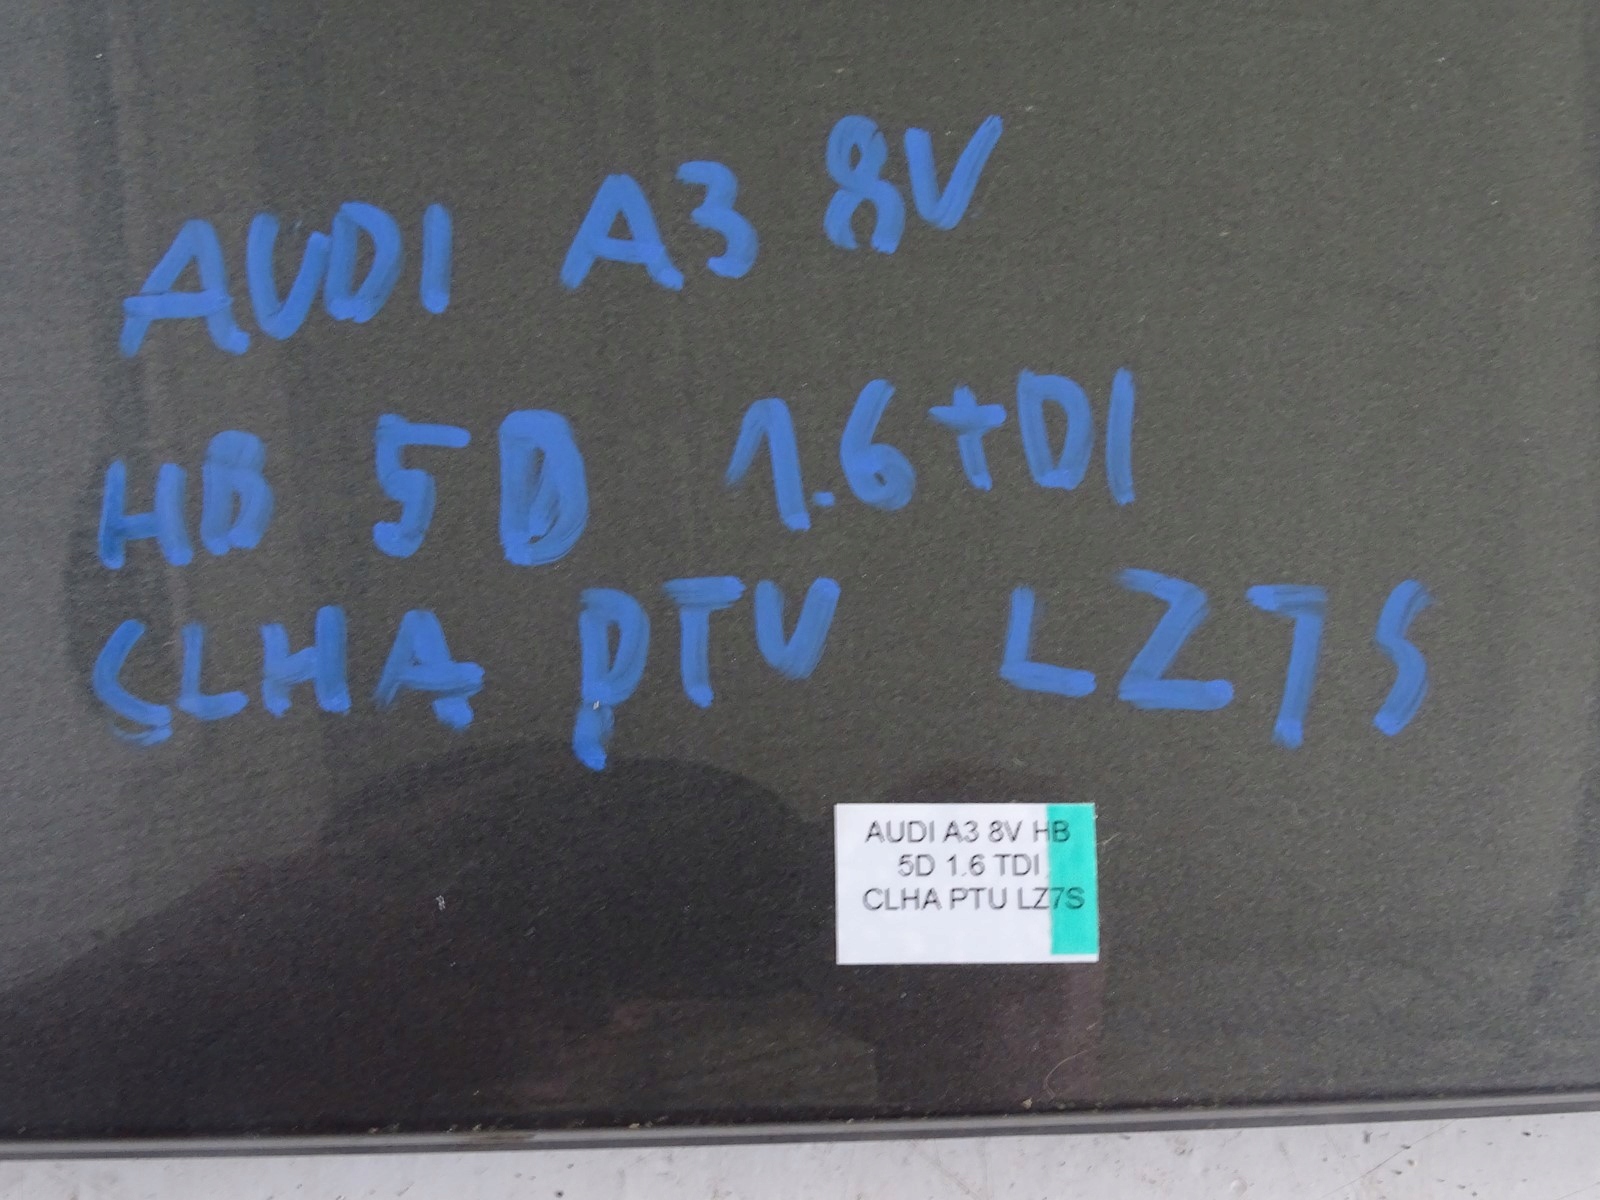 AUDI A3 8V
HB 5D 1.6 TDI
CLHA PTU LZ7S
AUDI A3 8V HB
5D 1.6 TDI
CLHA PTU LZ7S